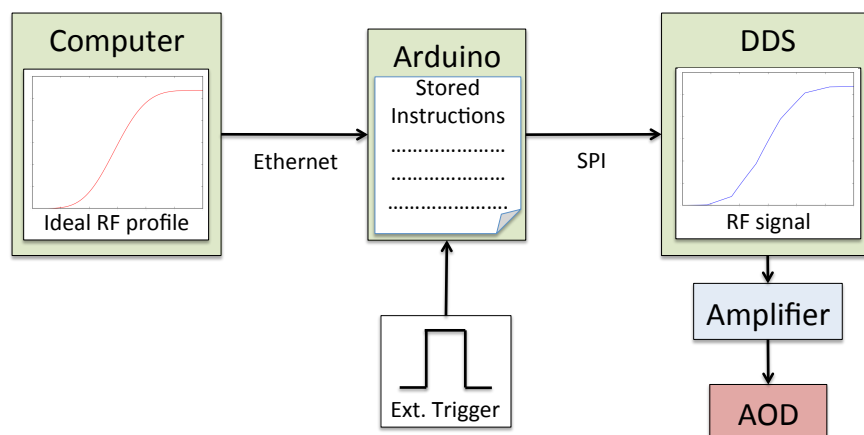 Computer
Ideal RF profile
Ethernet
Arduino
Stored
Instructions
........................
........................
.........................
SPI
DDS
RF signal
Ext. Trigger
Amplifier
AOD